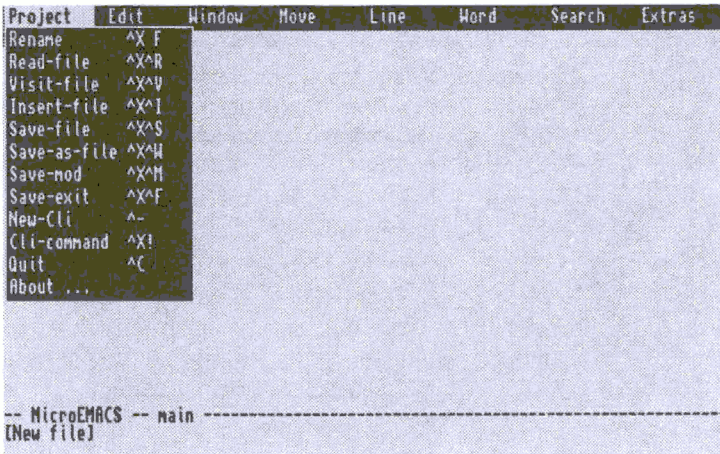 Project Edit Window Move Line Word Search Extras
Rename ^X F
Read-file ^X^R
Visit-file ^X^V
Insert-file ^X^I
Save-file ^X^S
Save-as-file ^X^W
Save-mod ^X^M
Save-exit ^X^F
New-Cli ^-
Cli-command ^X!
Quit ^C
About ...
-- MicroEMACS -- main --------------------------------------------------------
[New file]